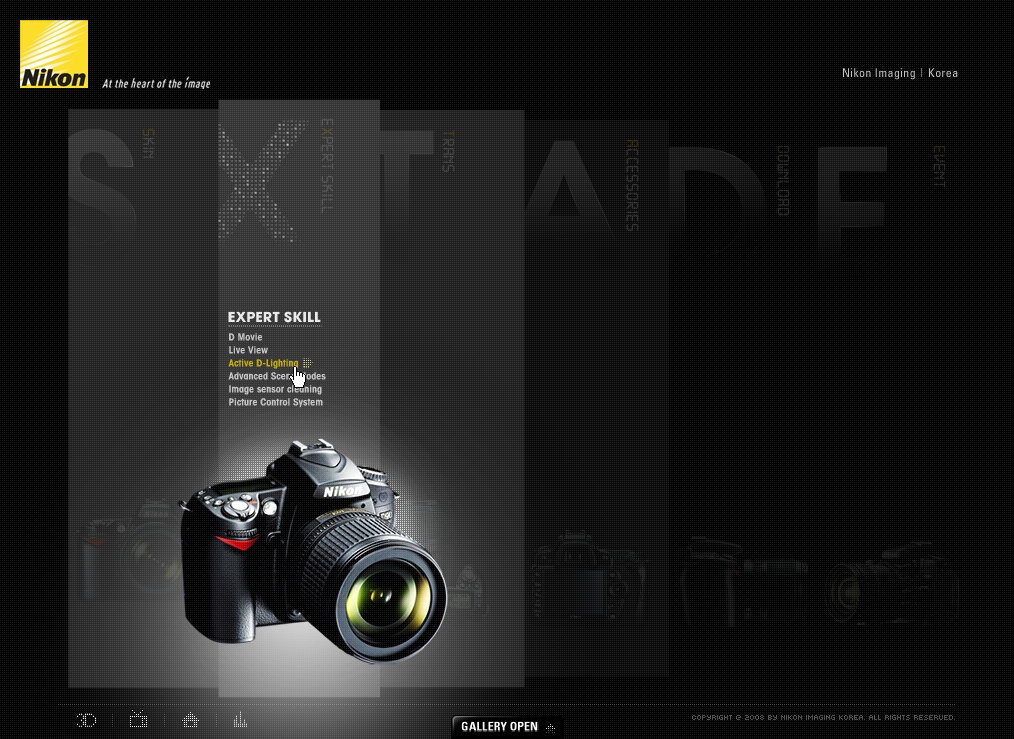 Nikon
At the heart of the image
Nikon Imaging | Korea
S
SKIM
X
EXPERT SKILL
T
TRANS
A
ACCESSORIES
D
DOWNLOAD
E
EVENT
EXPERT SKILL
D Movie
Live View
Active D-Lighting
Advanced Scene Modes
Image sensor cleaning
Picture Control System
Nikon
3D
GALLERY OPEN
COPYRIGHT © 2008 BY NIKON IMAGING KOREA. ALL RIGHTS RESERVED.